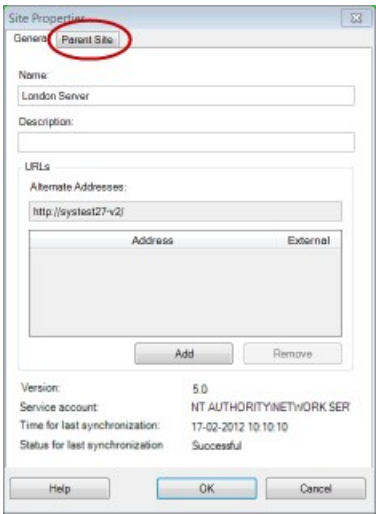 Site Properties
General Parent Site
Name:
London Server
Description:
URLs
Alternate Addresses:
http://systest27-v2/
Address External
Add Remove
Version: 5.0
Service account: NT AUTHORITY\NETWORK SER
Time for last synchronization: 17-02-2012 10:10:10
Status for last synchronization Successful
Help OK Cancel